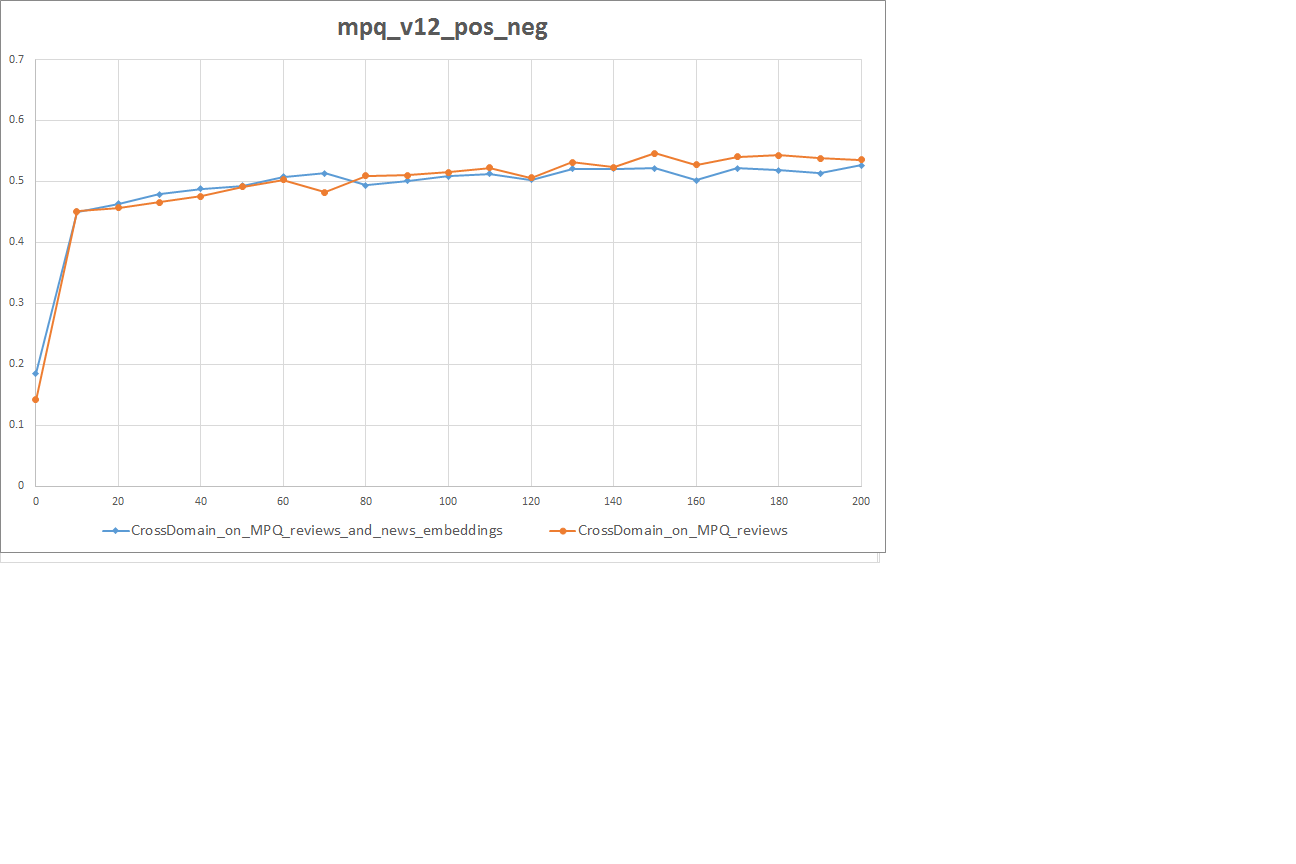 mpq_v12_pos_neg
0.7
0.6
0.5
0.4
0.3
0.2
0.1
0
0 20 40 60 80 100 120 140 160 180 200
CrossDomain_on_MPQ_reviews_and_news_embeddings CrossDomain_on_MPQ_reviews